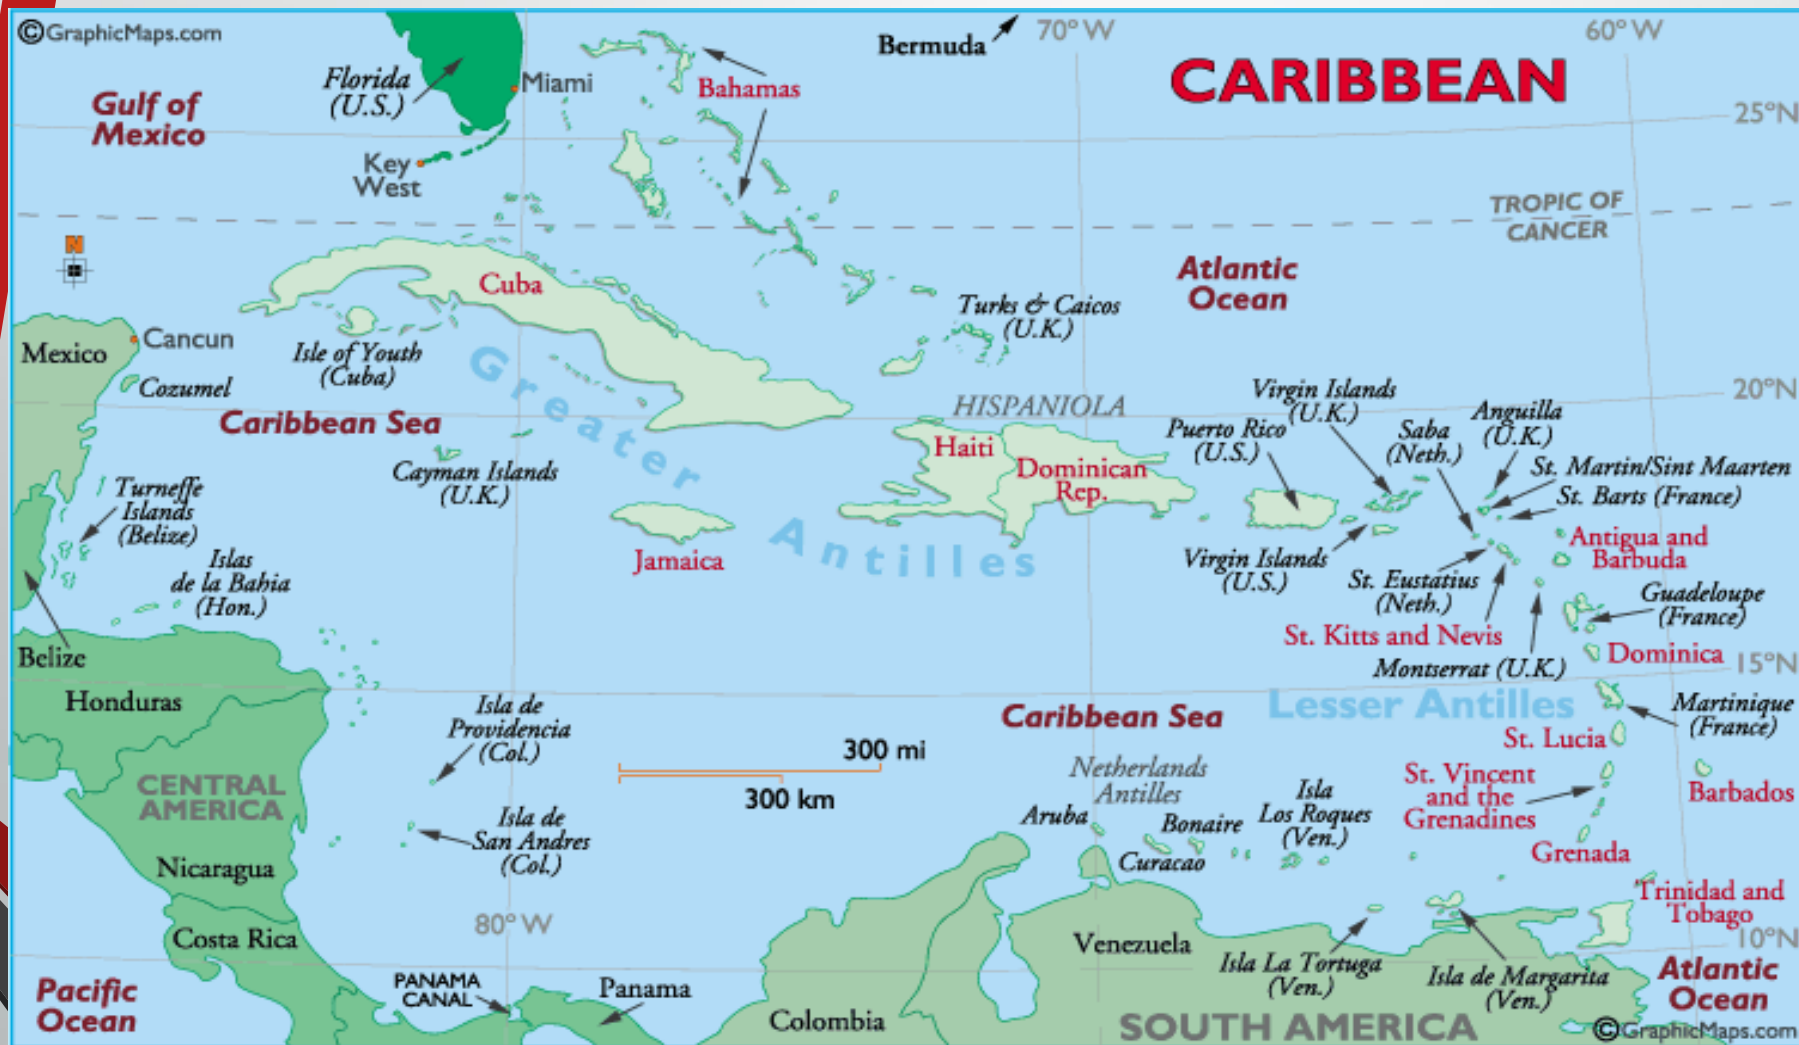 ©GraphicMaps.com
Bermuda
70° W
60° W
CARIBBEAN
Florida
(U.S.)
Miami
Bahamas
Gulf of
Mexico
25°N
Key
West
TROPIC OF
CANCER
N
Cuba
Atlantic
Ocean
Turks & Caicos
(U.K.)
Mexico
Cancun
Isle of Youth
(Cuba)
Cozumel
Greater
Antilles
Caribbean Sea
HISPANIOLA
Virgin Islands
(U.K.)
20°N
Puerto Rico
(U.S.)
Saba
(Neth.)
Anguilla
(U.K.)
Haiti
Dominican
Rep.
St. Martin/Sint Maarten
St. Barts (France)
Cayman Islands
(U.K.)
Turneffe
Islands
(Belize)
Jamaica
Virgin Islands
(U.S.)
Antigua and
Barbuda
Islas
de la Bahia
(Hon.)
St. Eustatius
(Neth.)
Guadeloupe
(France)
St. Kitts and Nevis
Belize
Montserrat (U.K.)
Dominica
15°N
Honduras
Isla de
Providencia
(Col.)
Caribbean Sea
Lesser Antilles
Martinique
(France)
St. Lucia
300 mi
300 km
CENTRAL
AMERICA
Netherlands
Antilles
St. Vincent
and the
Grenadines
Barbados
Isla de
San Andres
(Col.)
Aruba
Bonaire
Curacao
Isla
Los Roques
(Ven.)
Grenada
Nicaragua
Trinidad and
Tobago
80° W
Costa Rica
Venezuela
10°N
Isla La Tortuga
(Ven.)
Isla de Margarita
(Ven.)
Atlantic
Ocean
Pacific
Ocean
PANAMA
CANAL
Panama
Colombia
SOUTH AMERICA
©GraphicMaps.com